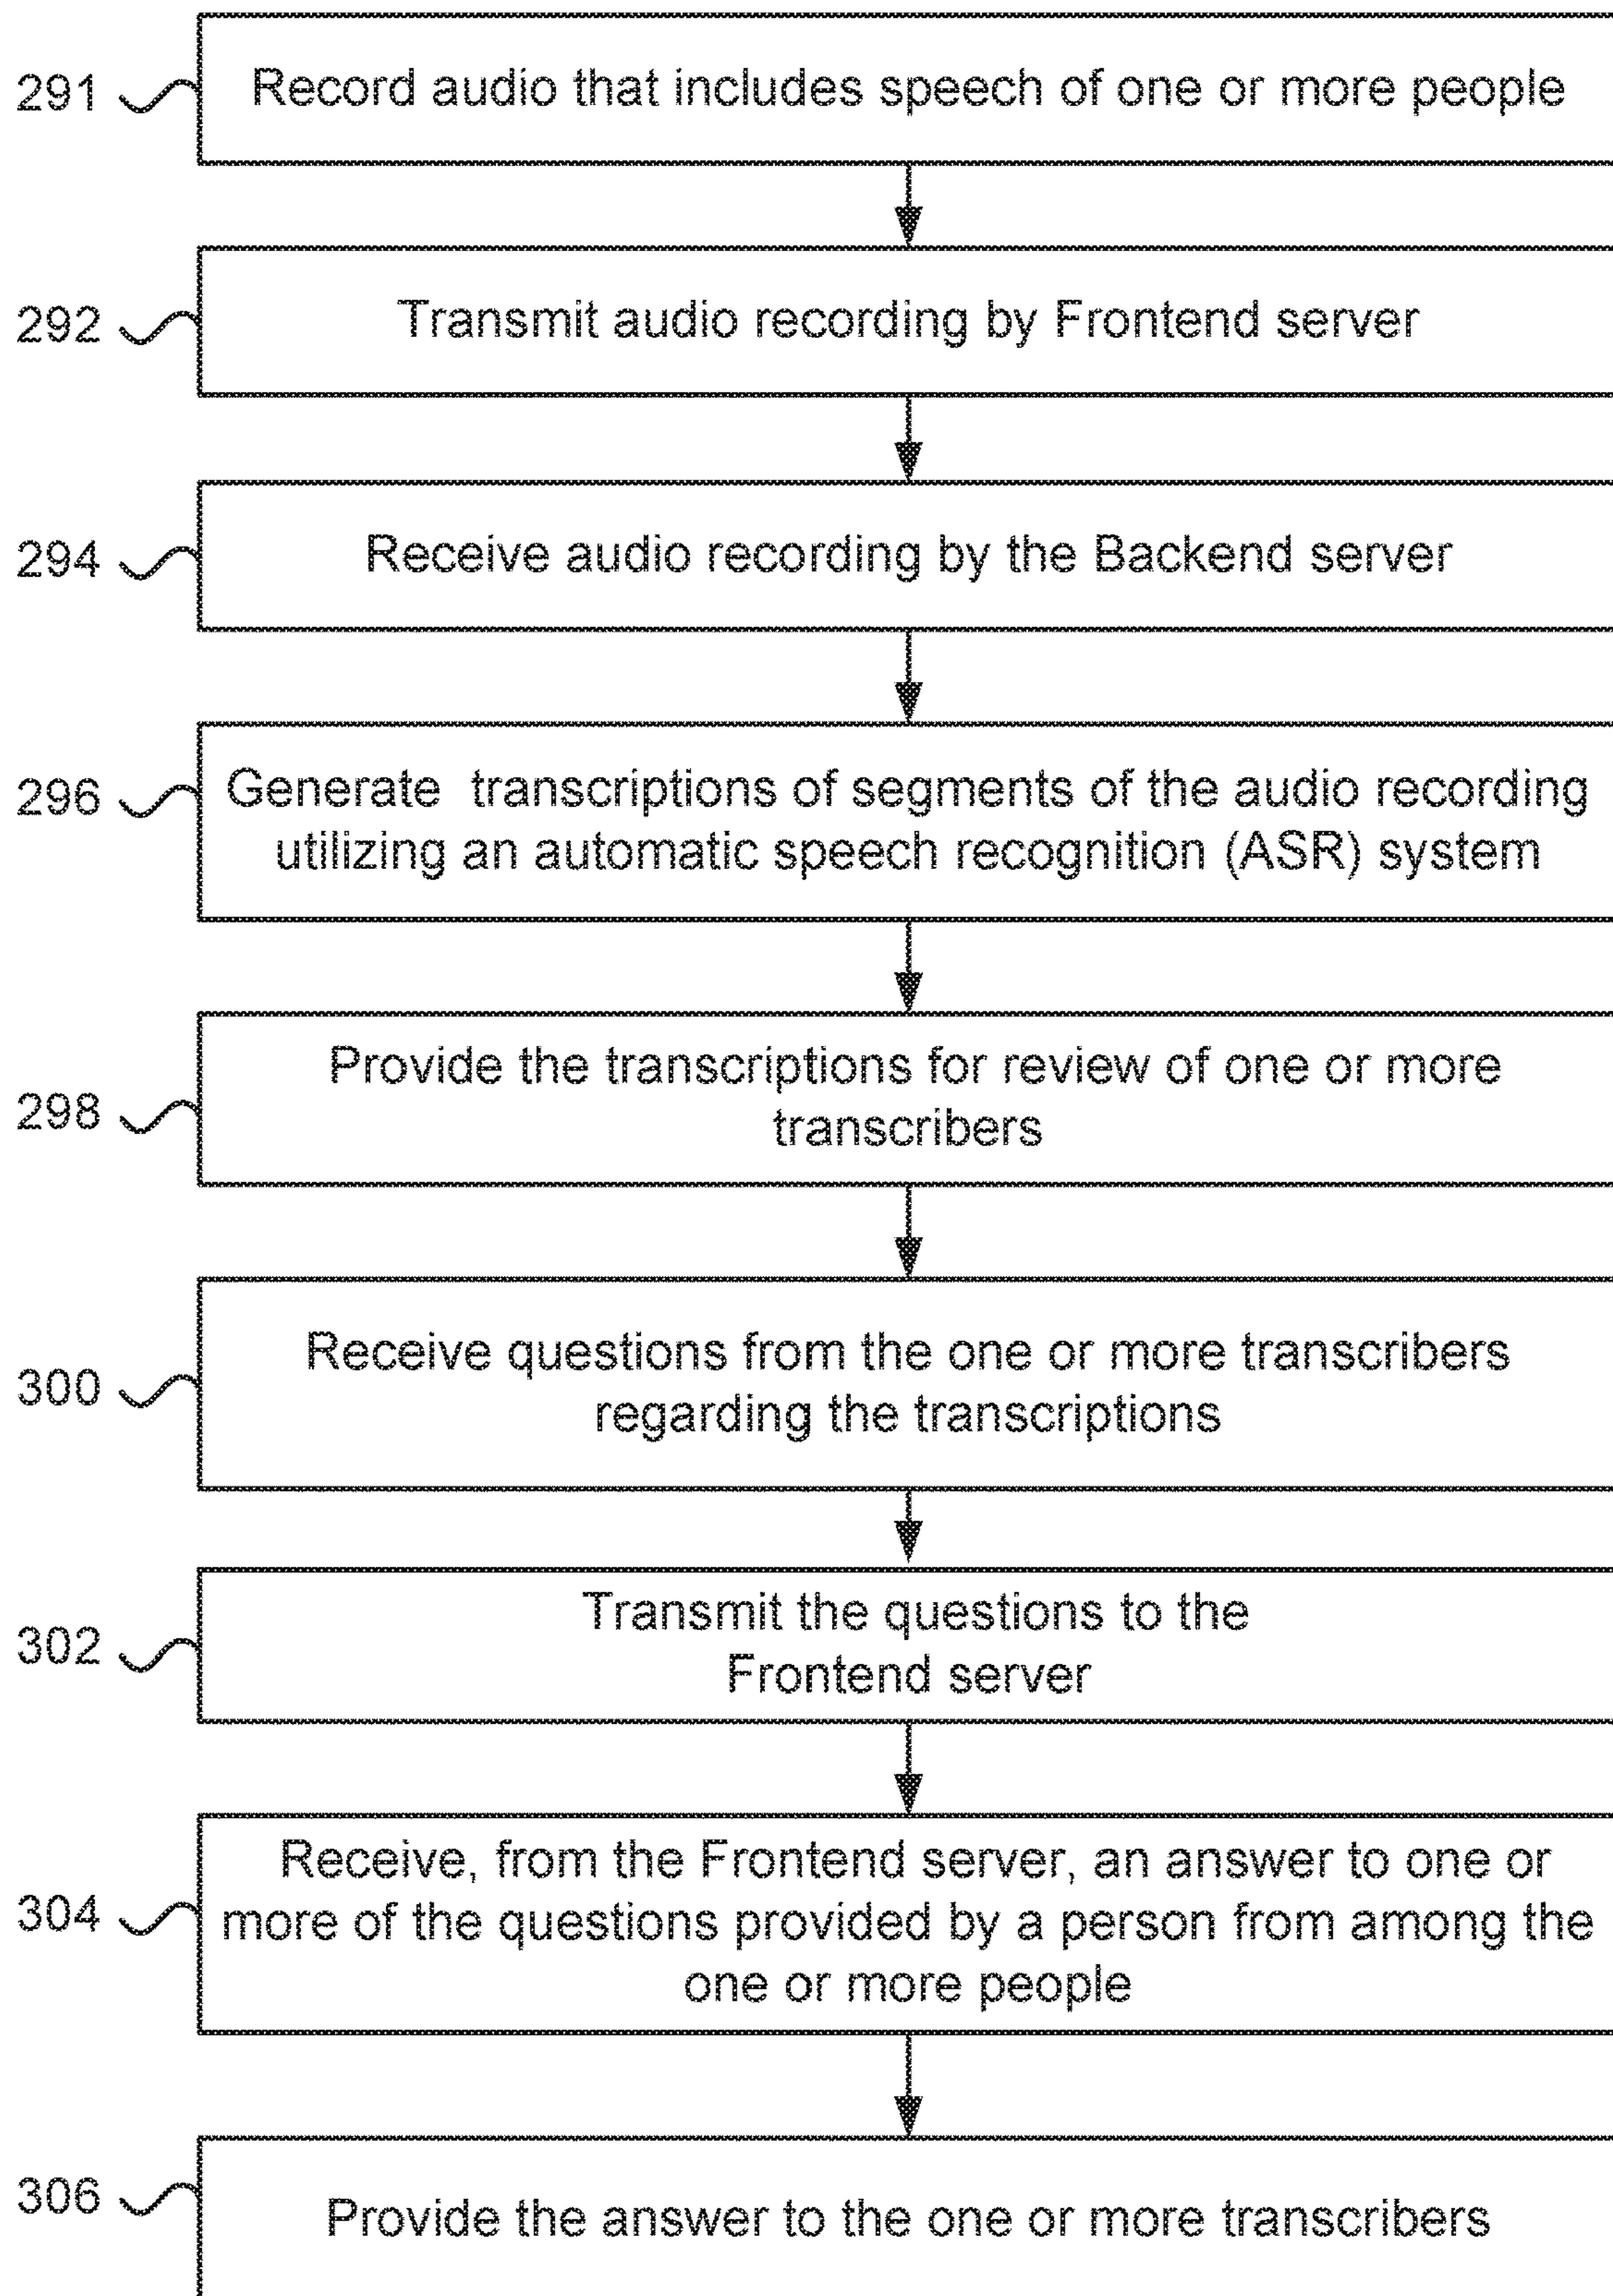 291
Record audio that includes speech of one or more people
292
Transmit audio recording by Frontend server
294
Receive audio recording by the Backend server
296
Generate transcriptions of segments of the audio recording
utilizing an automatic speech recognition (ASR) system
298
Provide the transcriptions for review of one or more
transcribers
300
Receive questions from the one or more transcribers
regarding the transcriptions
302
Transmit the questions to the
Frontend server
304
Receive, from the Frontend server, an answer to one or
more of the questions provided by a person from among the
one or more people
306
Provide the answer to the one or more transcribers